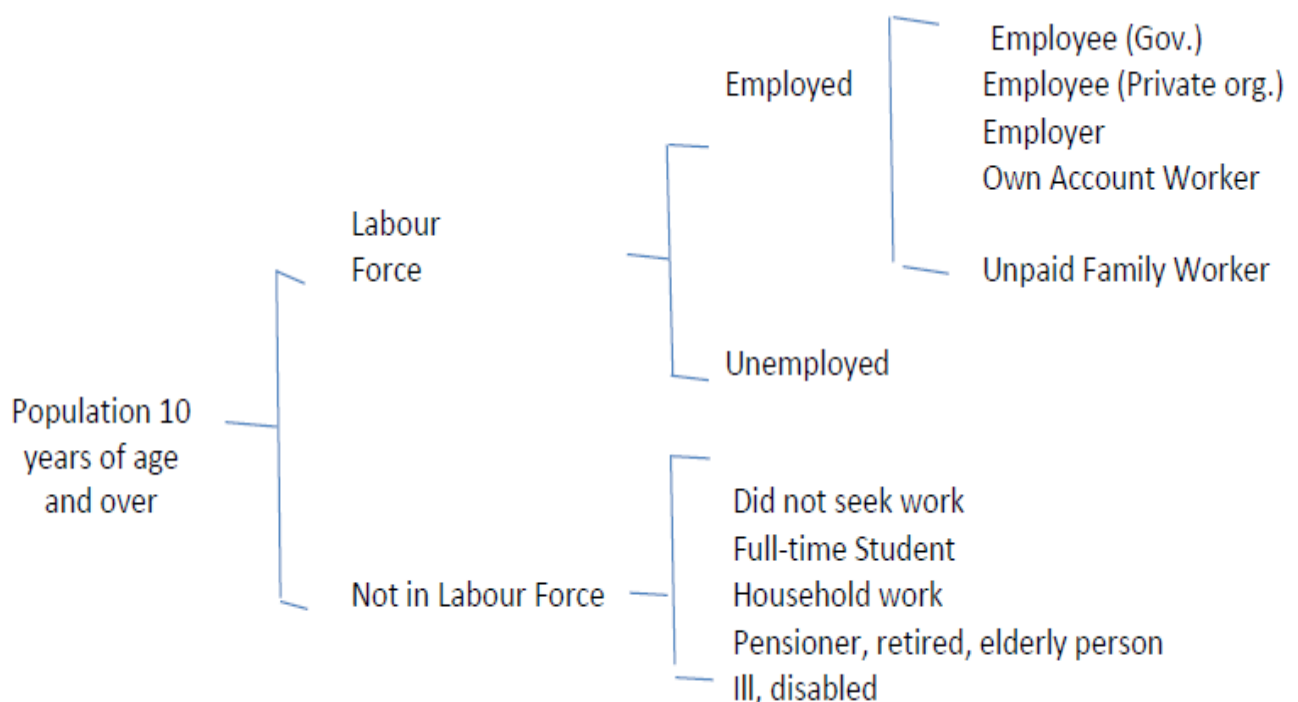 Population 10
years of age
and over
Labour
Force
Employed
Employee (Gov.)
Employee (Private org.)
Employer
Own Account Worker
Unpaid Family Worker
Unemployed
Not in Labour Force
Did not seek work
Full-time Student
Household work
Pensioner, retired, elderly person
Ill, disabled